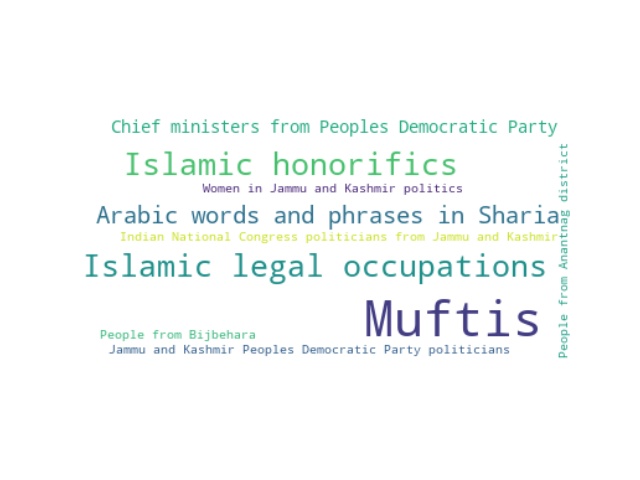 Chief ministers from Peoples Democratic Party
Islamic honorifics
Women in Jammu and Kashmir politics
Arabic words and phrases in Sharia
Indian National Congress politicians from Jammu and Kashmir
Islamic legal occupations
Muftis
People from Bijbehara
Jammu and Kashmir Peoples Democratic Party politicians
People from Anantnag district